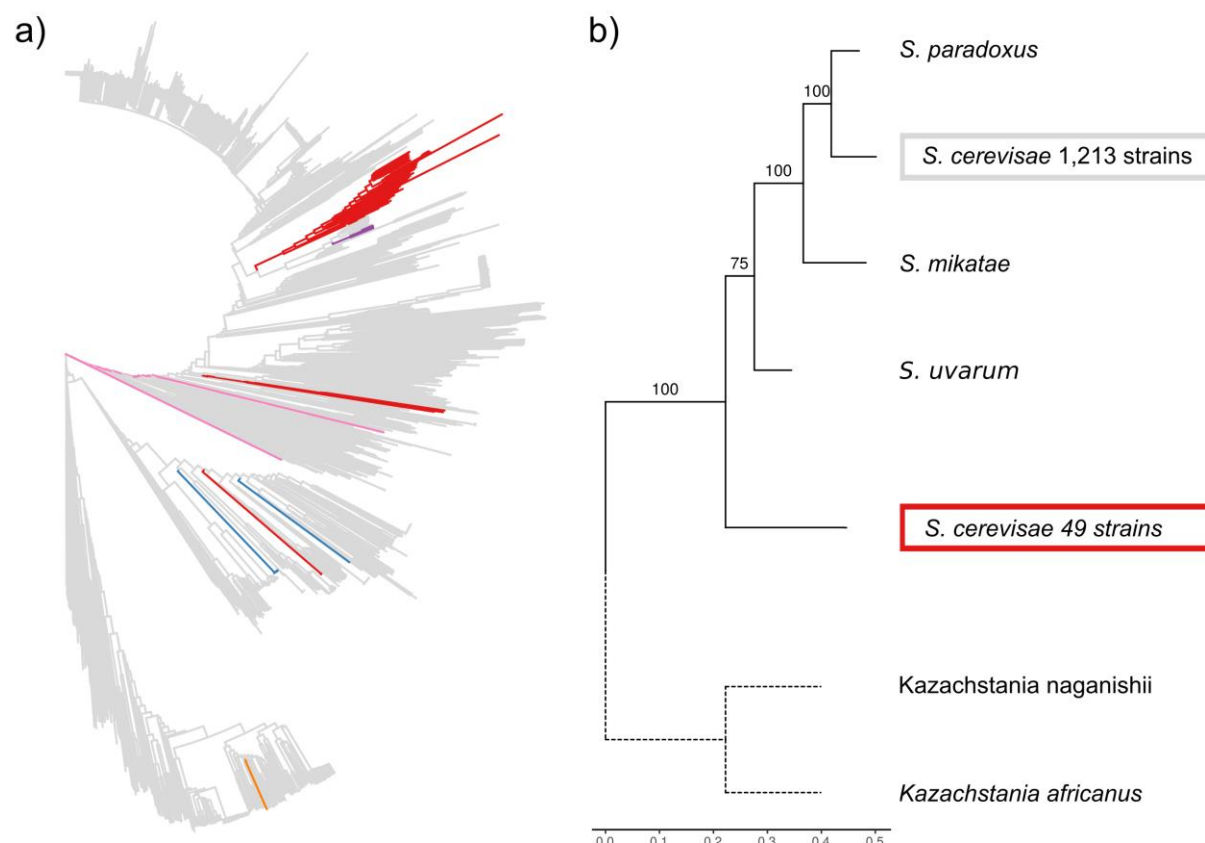 a)
b)
S. paradoxus
100
S. cerevisae 1,213 strains
100
S. mikatae
75
S. uvarum
100
S. cerevisae 49 strains
Kazachstania naganishii
Kazachstania africanus
0.0 0.1 0.2 0.3 0.4 0.5